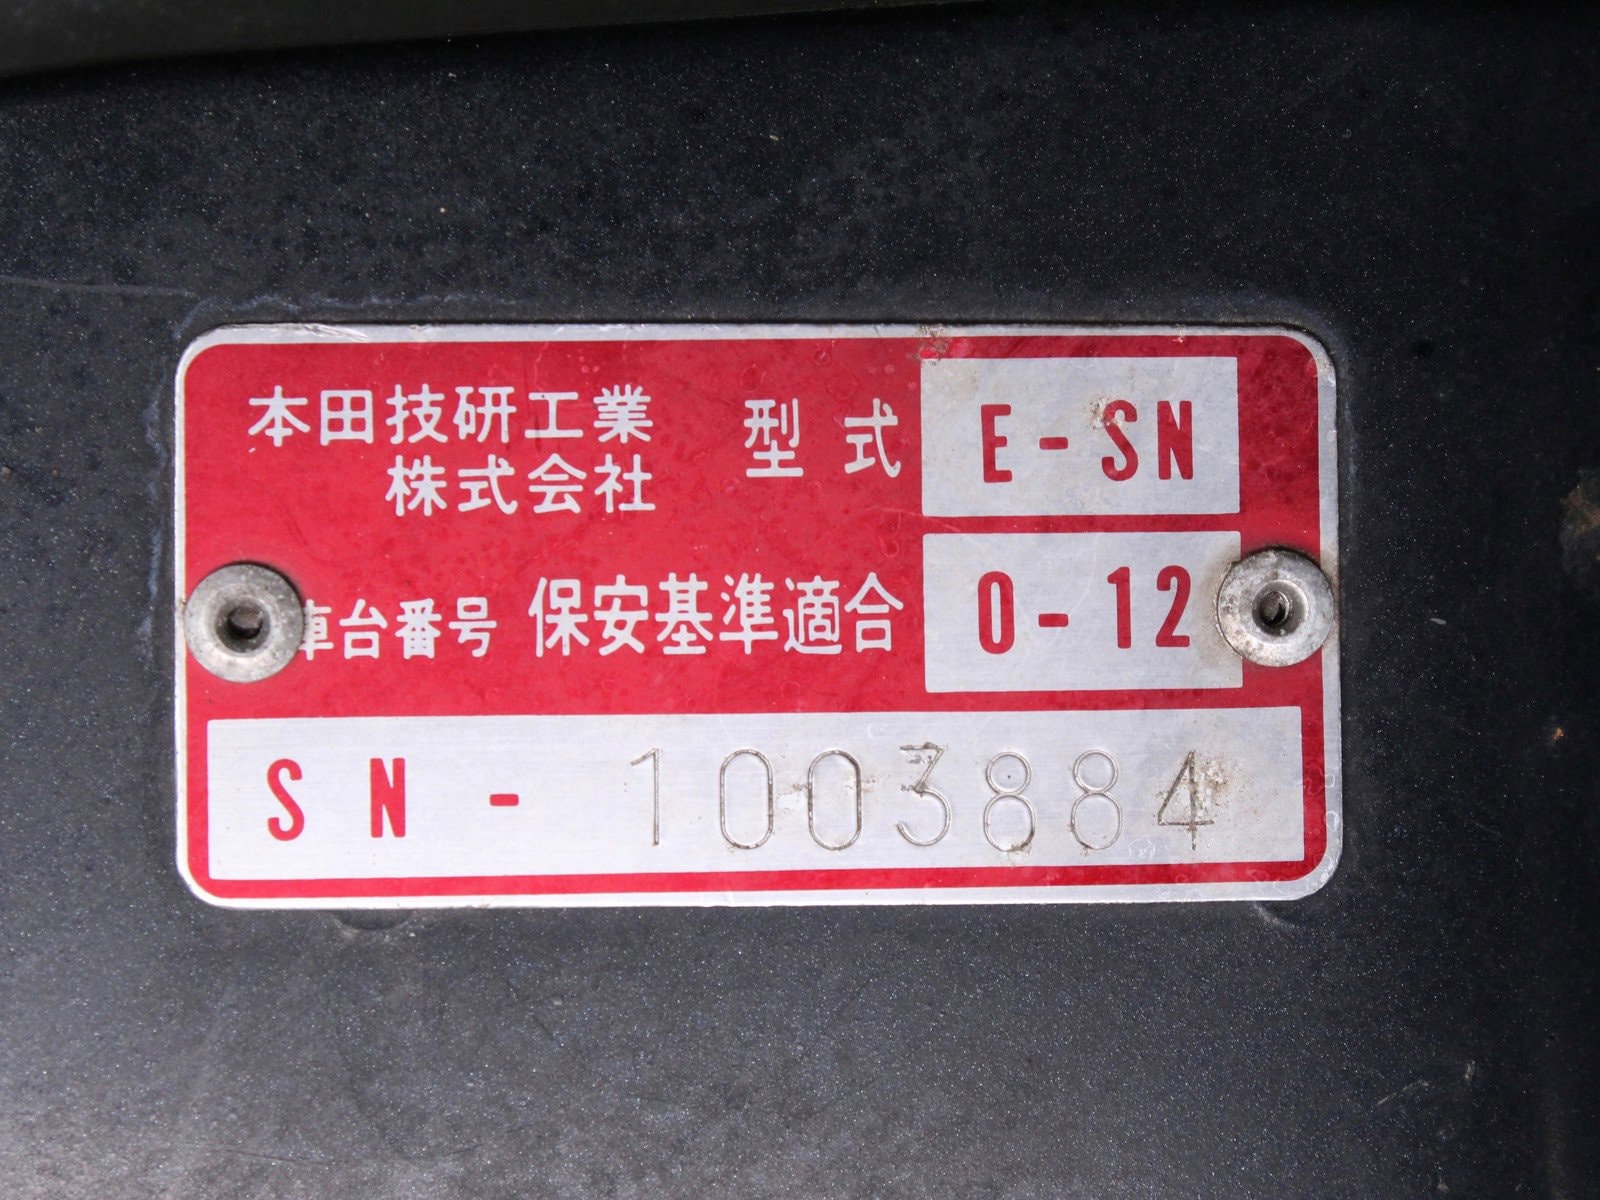 本田技研工業 型式 E-SN
株式会社
車台番号 保安基準適合 0-12
SN-1003884